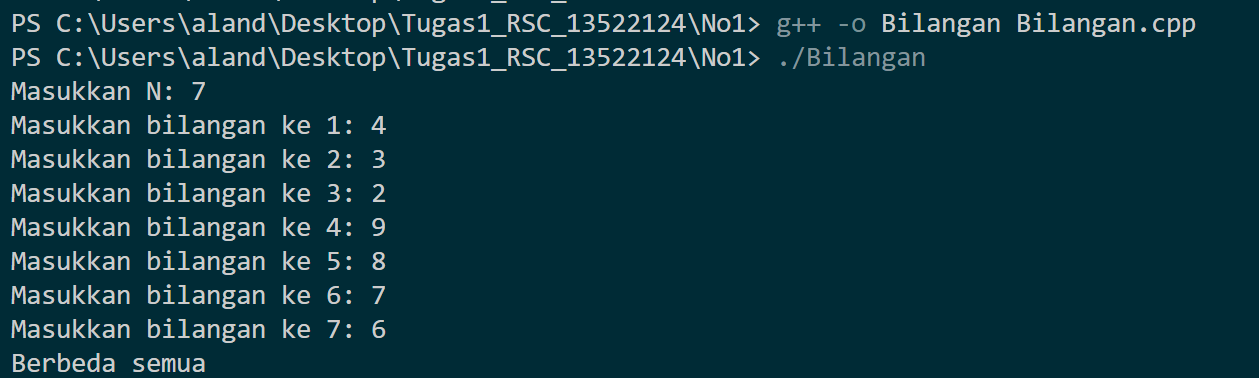 PS C:\Users\aland\Desktop\Tugas1_RSC_13522124\No1> g++ -o Bilangan Bilangan.cpp
PS C:\Users\aland\Desktop\Tugas1_RSC_13522124\No1> ./Bilangan
Masukkan N: 7
Masukkan bilangan ke 1: 4
Masukkan bilangan ke 2: 3
Masukkan bilangan ke 3: 2
Masukkan bilangan ke 4: 9
Masukkan bilangan ke 5: 8
Masukkan bilangan ke 6: 7
Masukkan bilangan ke 7: 6
Berbeda semua